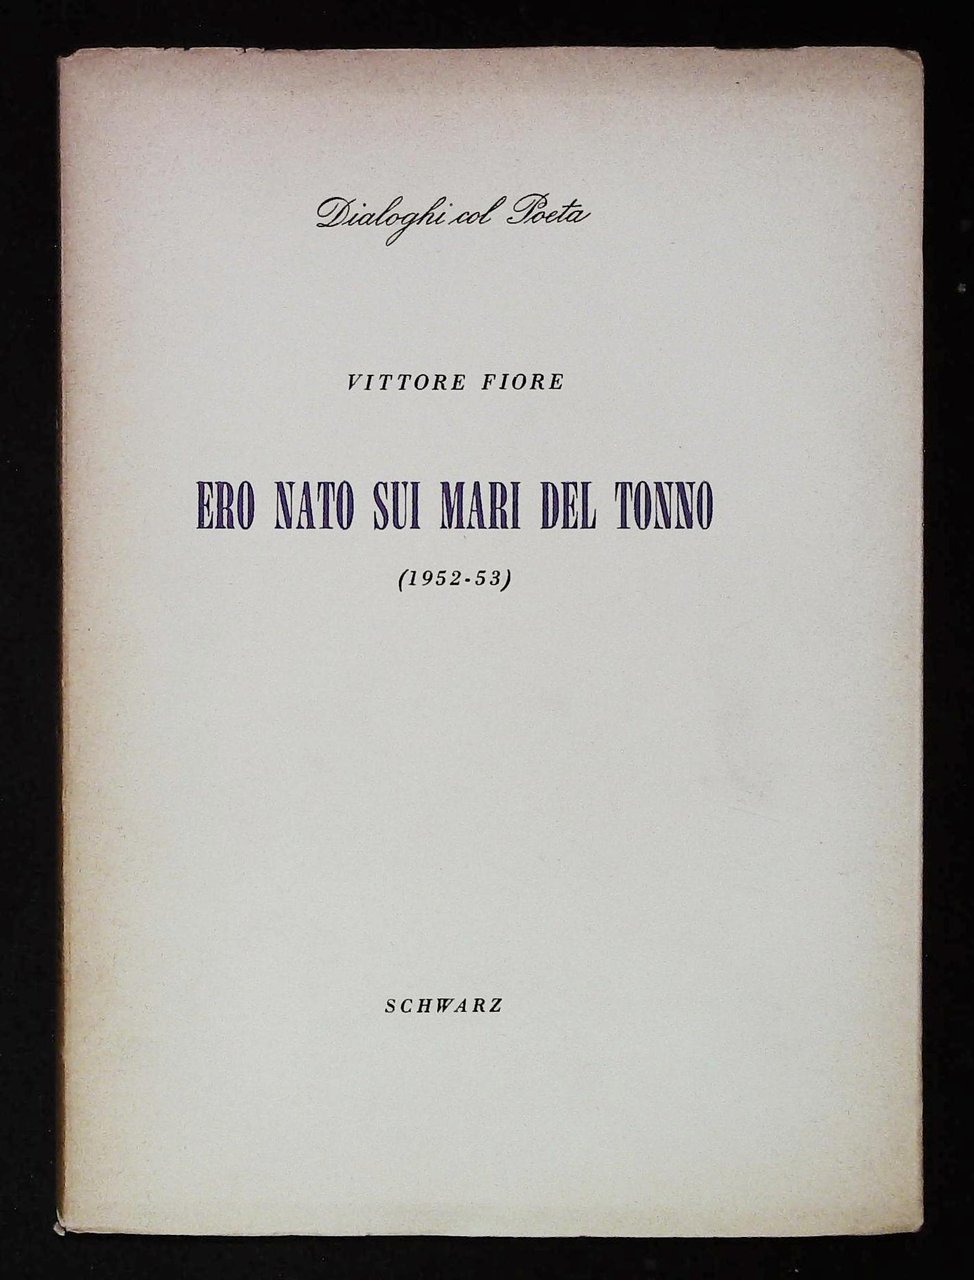 Dialoghi col Poeta
VITTORE FIORE
ERO NATO SUI MARI DEL TONNO
(1952-53)
SCHWARZ